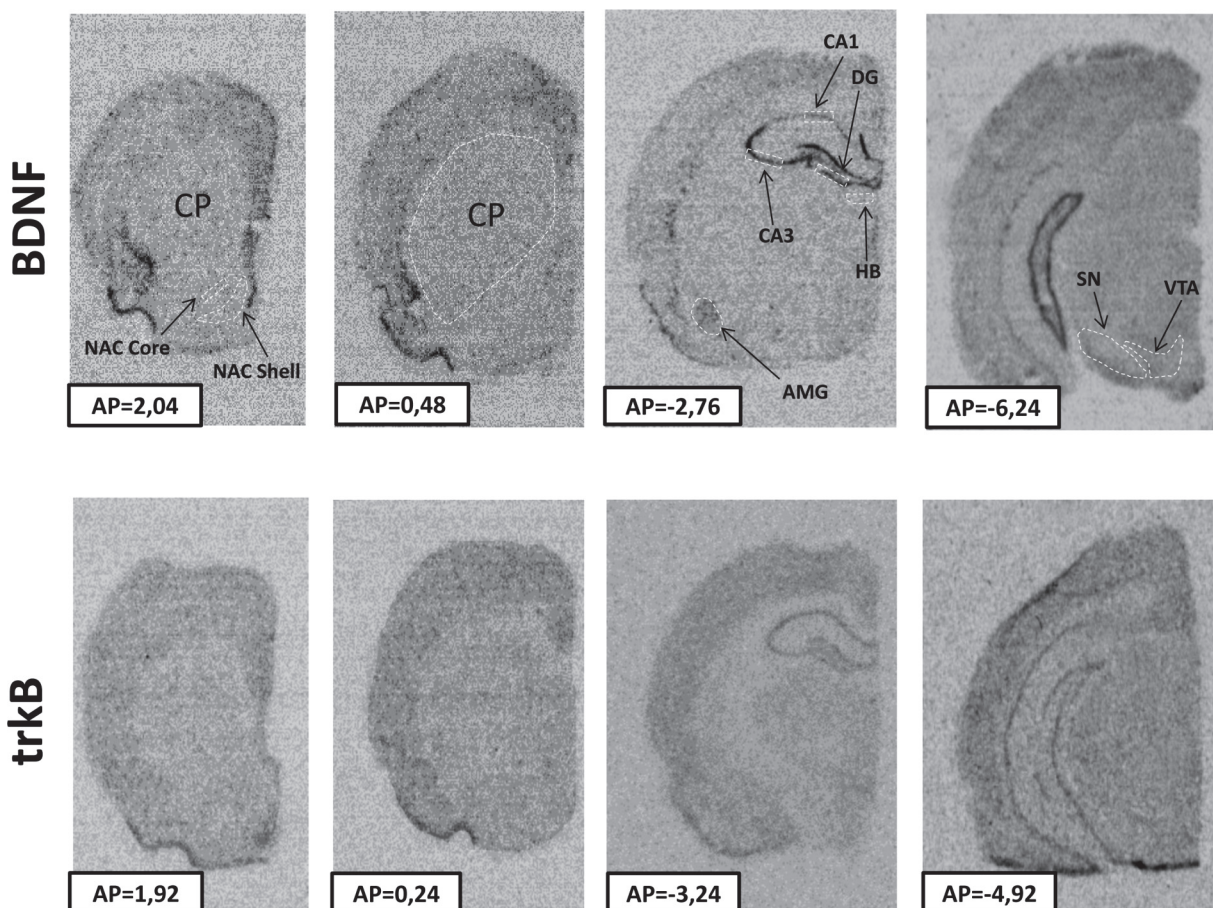 BDNF
CP
NAC Core
NAC Shell
AP=2,04
CP
AP=0,48
CA1
DG
CA3
HB
AMG
AP=-2,76
SN
VTA
AP=-6,24
trkB
AP=1,92
AP=0,24
AP=-3,24
AP=-4,92